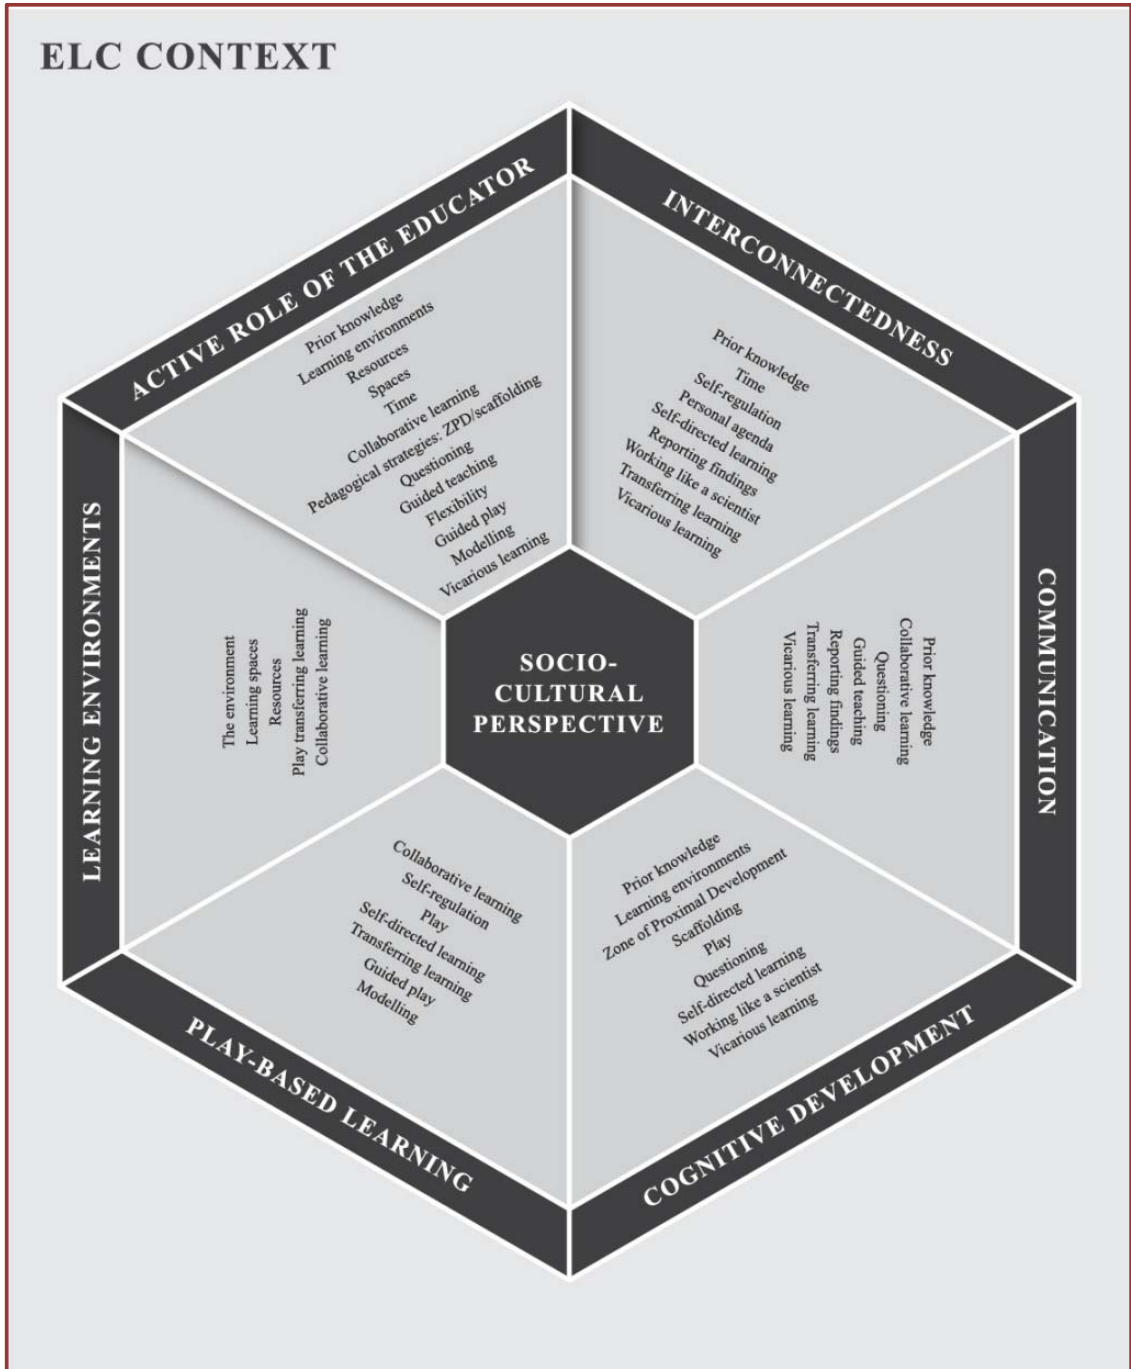 ELC CONTEXT
ACTIVE ROLE OF THE EDUCATOR
Prior knowledge
Learning environments
Resources
Spaces
Time
Collaborative learning
Pedagogical strategies: ZPD/scaffolding
Questioning
Guided teaching
Flexibility
Guided play
Modelling
Vicarious learning
INTERCONNECTEDNESS
Prior knowledge
Time
Self-regulation
Personal agenda
Self-directed learning
Reporting findings
Working like a scientist
Transferring learning
Vicarious learning
COMMUNICATION
Prior knowledge
Collaborative learning
Questioning
Guided teaching
Reporting findings
Transferring learning
Vicarious learning
COGNITIVE DEVELOPMENT
Prior knowledge
Learning environments
Zone of Proximal Development
Scaffolding
Play
Questioning
Self-directed learning
Working like a scientist
Vicarious learning
PLAY-BASED LEARNING
Collaborative learning
Self-regulation
Play
Self-directed learning
Transferring learning
Guided play
Modelling
LEARNING ENVIRONMENTS
The environment
Learning spaces
Resources
Play transferring learning
Collaborative learning
SOCIO-
CULTURAL
PERSPECTIVE